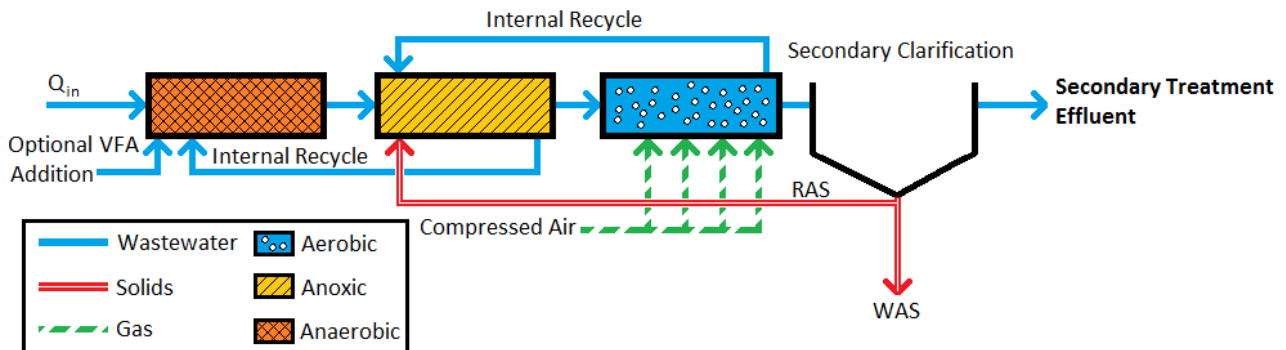 Internal Recycle
Secondary Clarification
Qin
Secondary Treatment
Effluent
Optional VFA
Addition
Internal Recycle
RAS
Compressed Air
Wastewater
Aerobic
Solids
Anoxic
Gas
Anaerobic
WAS